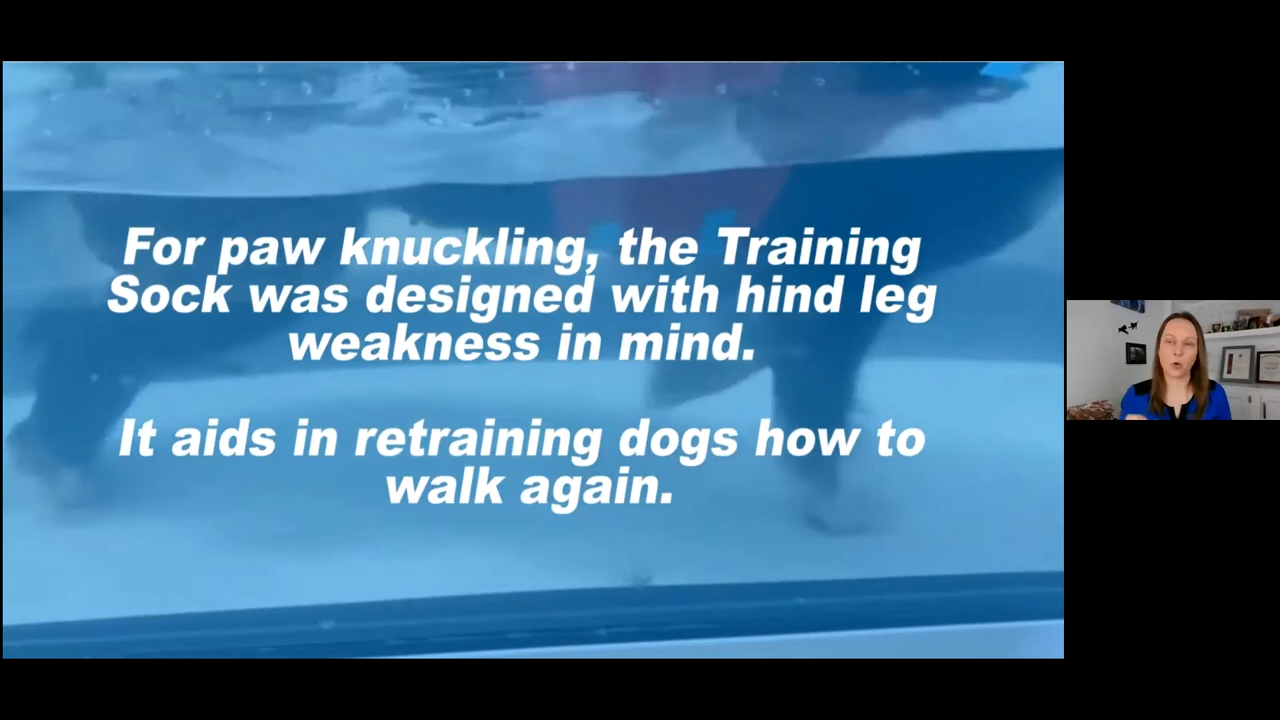 For paw knuckling, the Training
Sock was designed with hind leg
weakness in mind.
It aids in retraining dogs how to
walk again.